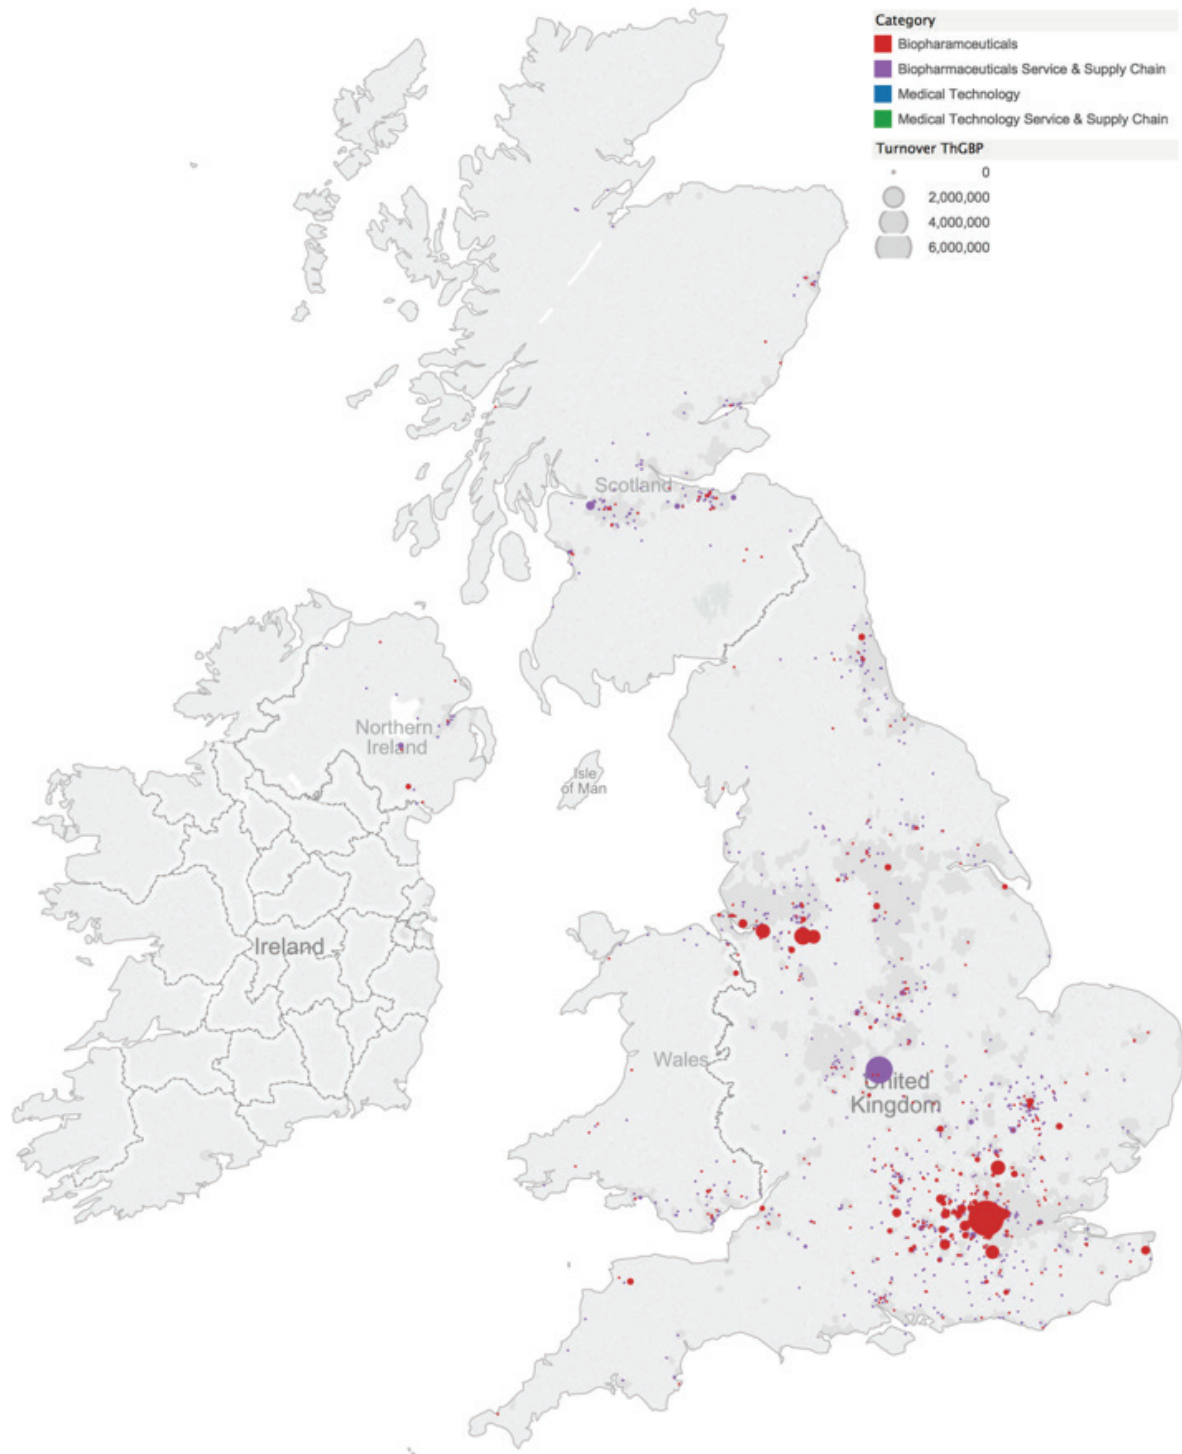 Category
Biopharamceuticals
Biopharmaceuticals Service & Supply Chain
Medical Technology
Medical Technology Service & Supply Chain
Turnover ThGBP
0
2,000,000
4,000,000
6,000,000
Scotland
Northern
Ireland
Isle
of Man
Ireland
Wales
United
Kingdom